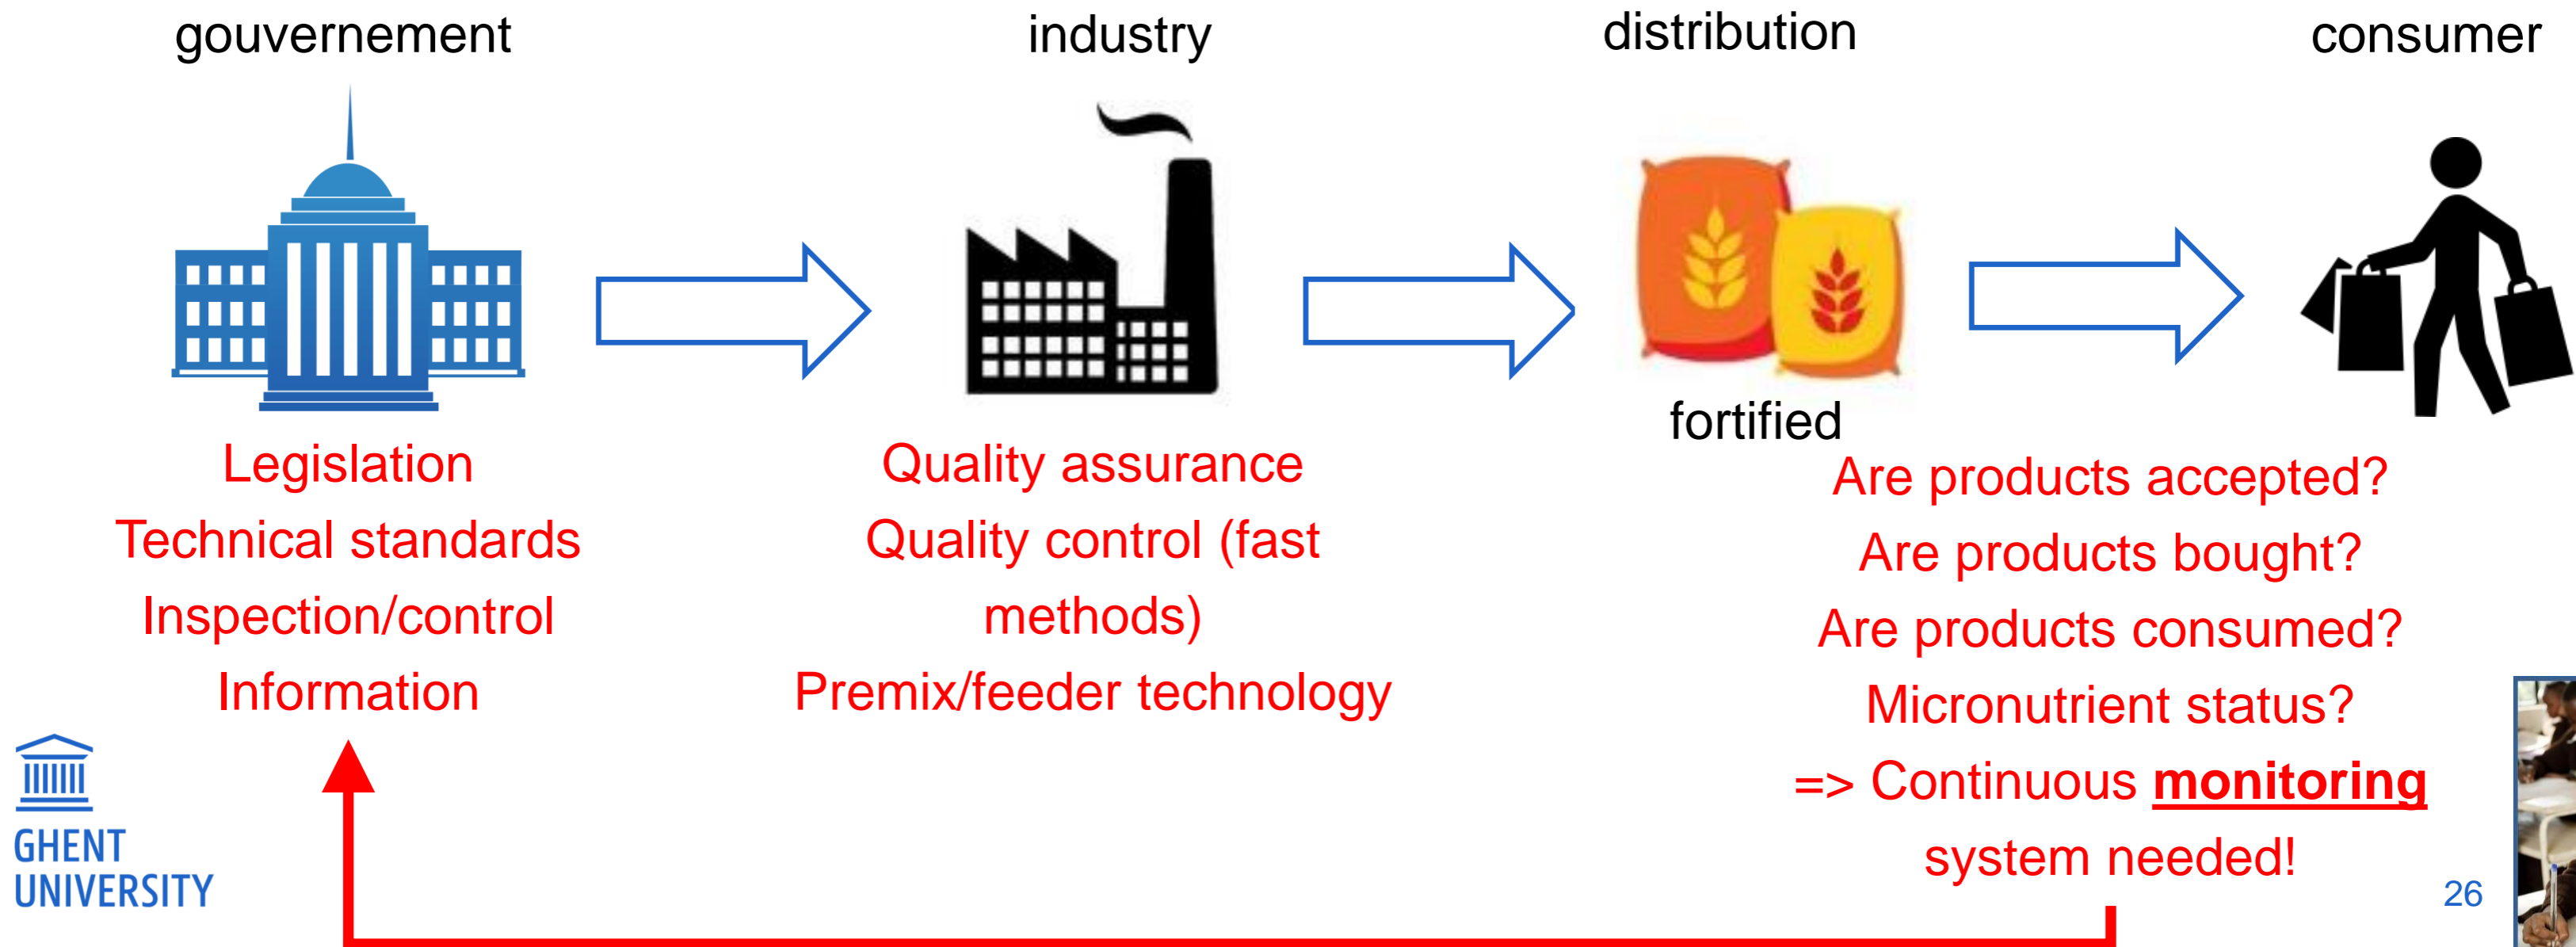 gouvernement
industry
distribution
consumer
fortified
Legislation
Technical standards
Inspection/control
Information
Quality assurance
Quality control (fast
methods)
Premix/feeder technology
Are products accepted?
Are products bought?
Are products consumed?
Micronutrient status?
=> Continuous monitoring
system needed!
GHENT
UNIVERSITY
26